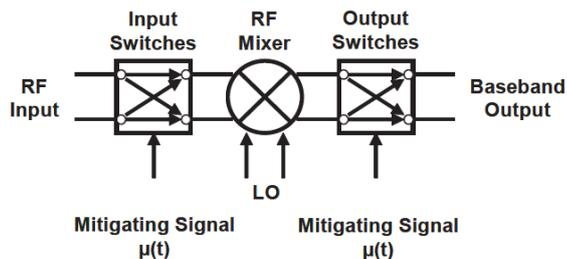 Input
Switches
RF
Mixer
Output
Switches
RF
Input
Baseband
Output
LO
Mitigating Signal
μ(t)
Mitigating Signal
μ(t)